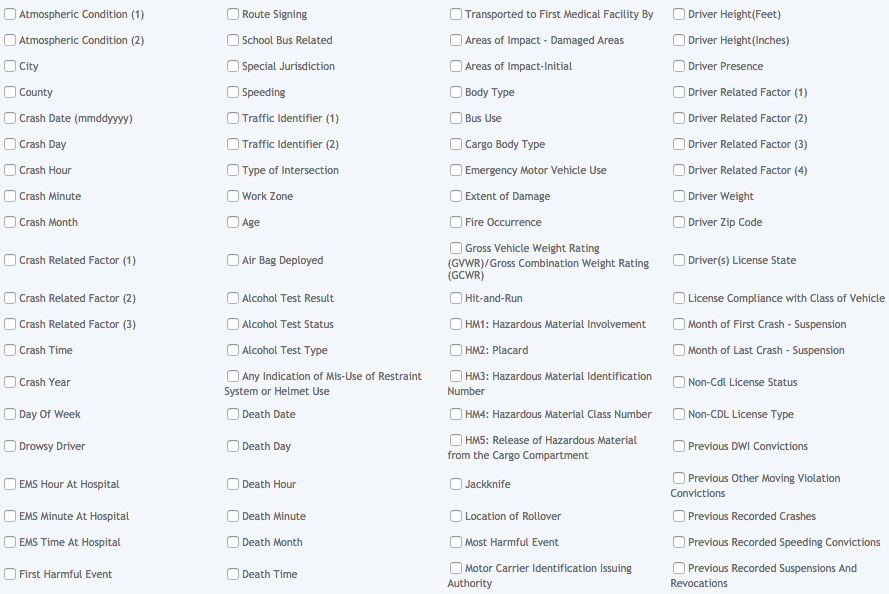 Atmospheric Condition (1)
Atmospheric Condition (2)
City
County
Crash Date (mmddyyyy)
Crash Day
Crash Hour
Crash Minute
Crash Month
Crash Related Factor (1)
Crash Related Factor (2)
Crash Related Factor (3)
Crash Time
Crash Year
Day Of Week
Drowsy Driver
EMS Hour At Hospital
EMS Minute At Hospital
EMS Time At Hospital
First Harmful Event
Route Signing
School Bus Related
Special Jurisdiction
Speeding
Traffic Identifier (1)
Traffic Identifier (2)
Type of Intersection
Work Zone
Age
Air Bag Deployed
Alcohol Test Result
Alcohol Test Status
Alcohol Test Type
Any Indication of Mis-Use of Restraint
System or Helmet Use
Death Date
Death Day
Death Hour
Death Minute
Death Month
Death Time
Transported to First Medical Facility By
Areas of Impact - Damaged Areas
Areas of Impact-Initial
Body Type
Bus Use
Cargo Body Type
Emergency Motor Vehicle Use
Extent of Damage
Fire Occurrence
Gross Vehicle Weight Rating
(GVWR)/Gross Combination Weight Rating
(GCWR)
Hit-and-Run
HM1: Hazardous Material Involvement
HM2: Placard
HM3: Hazardous Material Identification
Number
HM4: Hazardous Material Class Number
HM5: Release of Hazardous Material
from the Cargo Compartment
Jackknife
Location of Rollover
Most Harmful Event
Motor Carrier Identification Issuing
Authority
Driver Height(Feet)
Driver Height(Inches)
Driver Presence
Driver Related Factor (1)
Driver Related Factor (2)
Driver Related Factor (3)
Driver Related Factor (4)
Driver Weight
Driver Zip Code
Driver(s) License State
License Compliance with Class of Vehicle
Month of First Crash - Suspension
Month of Last Crash - Suspension
Non-Cdl License Status
Non-CDL License Type
Previous DWI Convictions
Previous Other Moving Violation
Convictions
Previous Recorded Crashes
Previous Recorded Speeding Convictions
Previous Recorded Suspensions And
Revocations